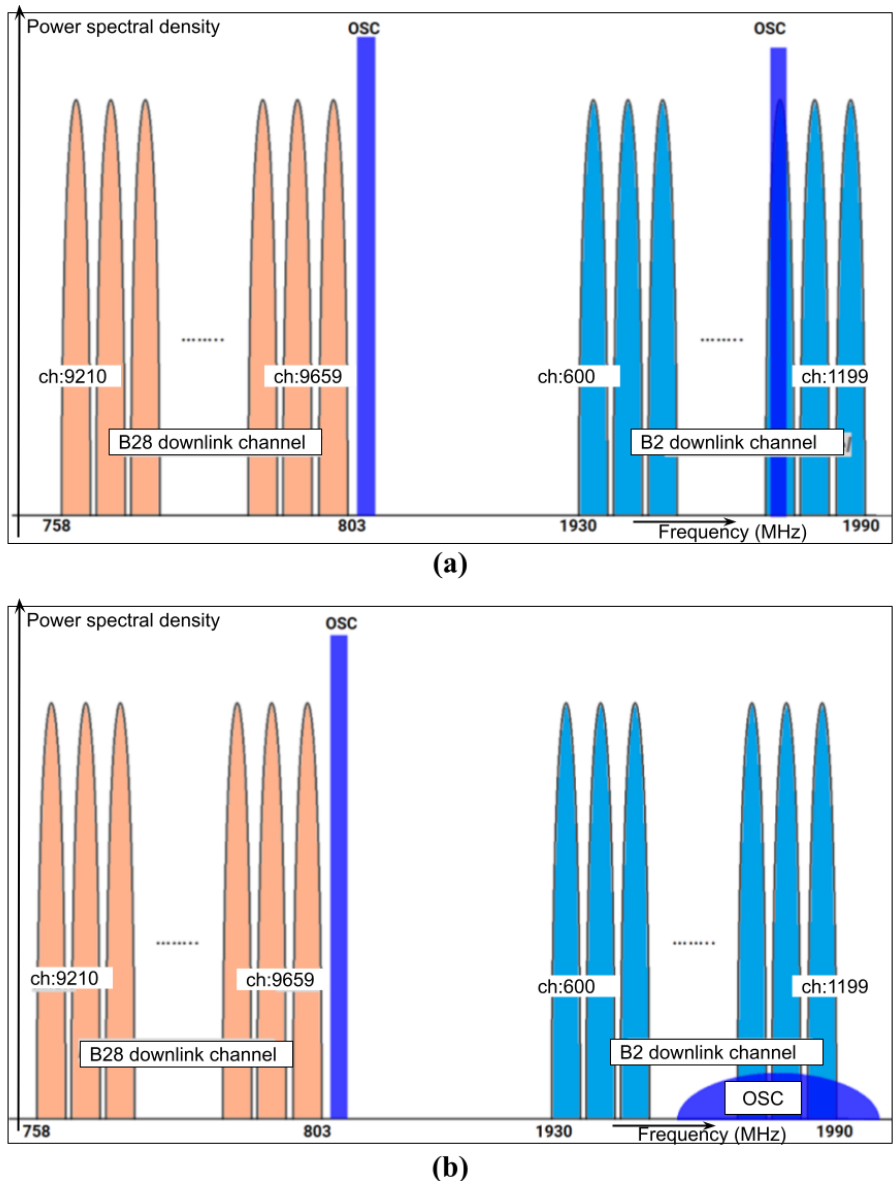 Power spectral density
OSC
OSC
ch:9210
ch:9659
ch:600
ch:1199
B28 downlink channel
B2 downlink channel
758
803
1930
Frequency (MHz)
1990
(a)
Power spectral density
OSC
ch:9210
ch:9659
ch:600
ch:1199
B28 downlink channel
B2 downlink channel
OSC
758
803
1930
Frequency (MHz)
1990
(b)